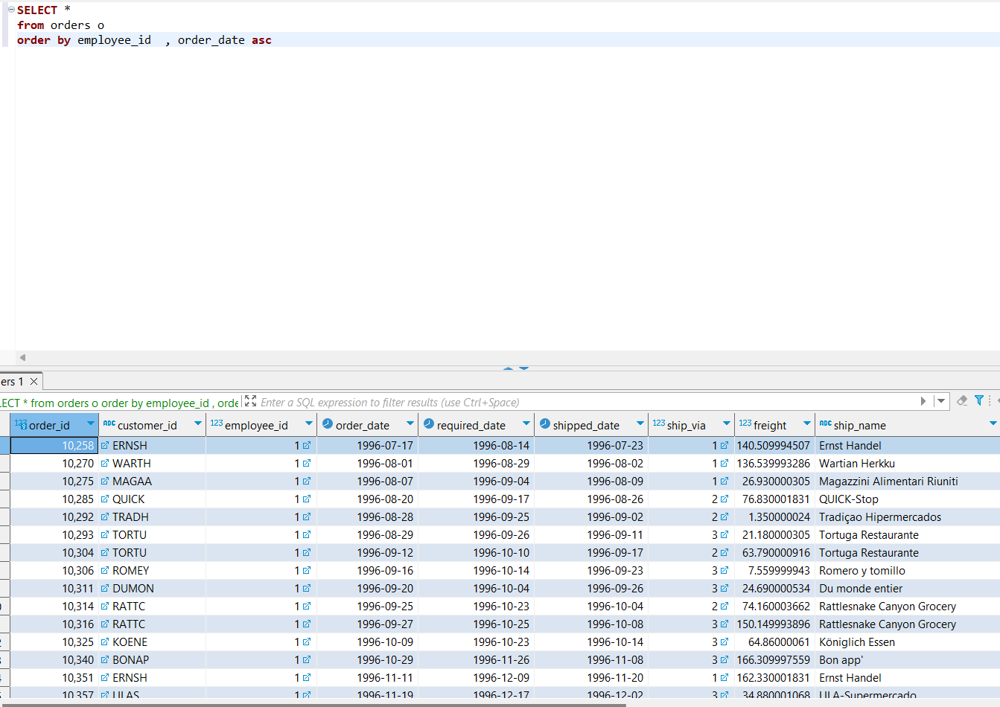 SELECT *
from orders o
order by employee_id , order_date asc
ers 1
LECT * from orders o order by employee_id , orde Enter a SQL expression to filter results (use Ctrl+Space)
123 order_id ABC customer_id 123 employee_id order_date required_date shipped_date 123 ship_via 123 freight ABC ship_name
10,258 ERNSH 1 1996-07-17 1996-08-14 1996-07-23 1 140.509994507 Ernst Handel
10,270 WARTH 1 1996-08-01 1996-08-29 1996-08-02 1 136.539993286 Wartian Herkku
10,275 MAGAA 1 1996-08-07 1996-09-04 1996-08-09 1 26.930000305 Magazzini Alimentari Riuniti
10,285 QUICK 1 1996-08-20 1996-09-17 1996-08-26 2 76.830001831 QUICK-Stop
10,292 TRADH 1 1996-08-28 1996-09-25 1996-09-02 2 1.350000024 Tradiçao Hipermercados
10,293 TORTU 1 1996-08-29 1996-09-26 1996-09-11 3 21.180000305 Tortuga Restaurante
10,304 TORTU 1 1996-09-12 1996-10-10 1996-09-17 2 63.790000916 Tortuga Restaurante
10,306 ROMEY 1 1996-09-16 1996-10-14 1996-09-23 3 7.559999943 Romero y tomillo
10,311 DUMON 1 1996-09-20 1996-10-04 1996-09-26 3 24.690000534 Du monde entier
10,314 RATTC 1 1996-09-25 1996-10-23 1996-10-04 2 74.160003662 Rattlesnake Canyon Grocery
10,316 RATTC 1 1996-09-27 1996-10-25 1996-10-08 3 150.149993896 Rattlesnake Canyon Grocery
10,325 KOENE 1 1996-10-09 1996-10-23 1996-10-14 3 64.86000061 Königlich Essen
10,340 BONAP 1 1996-10-29 1996-11-26 1996-11-08 3 166.309997559 Bon app'
10,351 ERNSH 1 1996-11-11 1996-12-09 1996-11-20 1 162.330001831 Ernst Handel
10,357 LILAS 1 1996-11-19 1996-12-17 1996-12-02 3 34.880001068 LILA-Supermercado